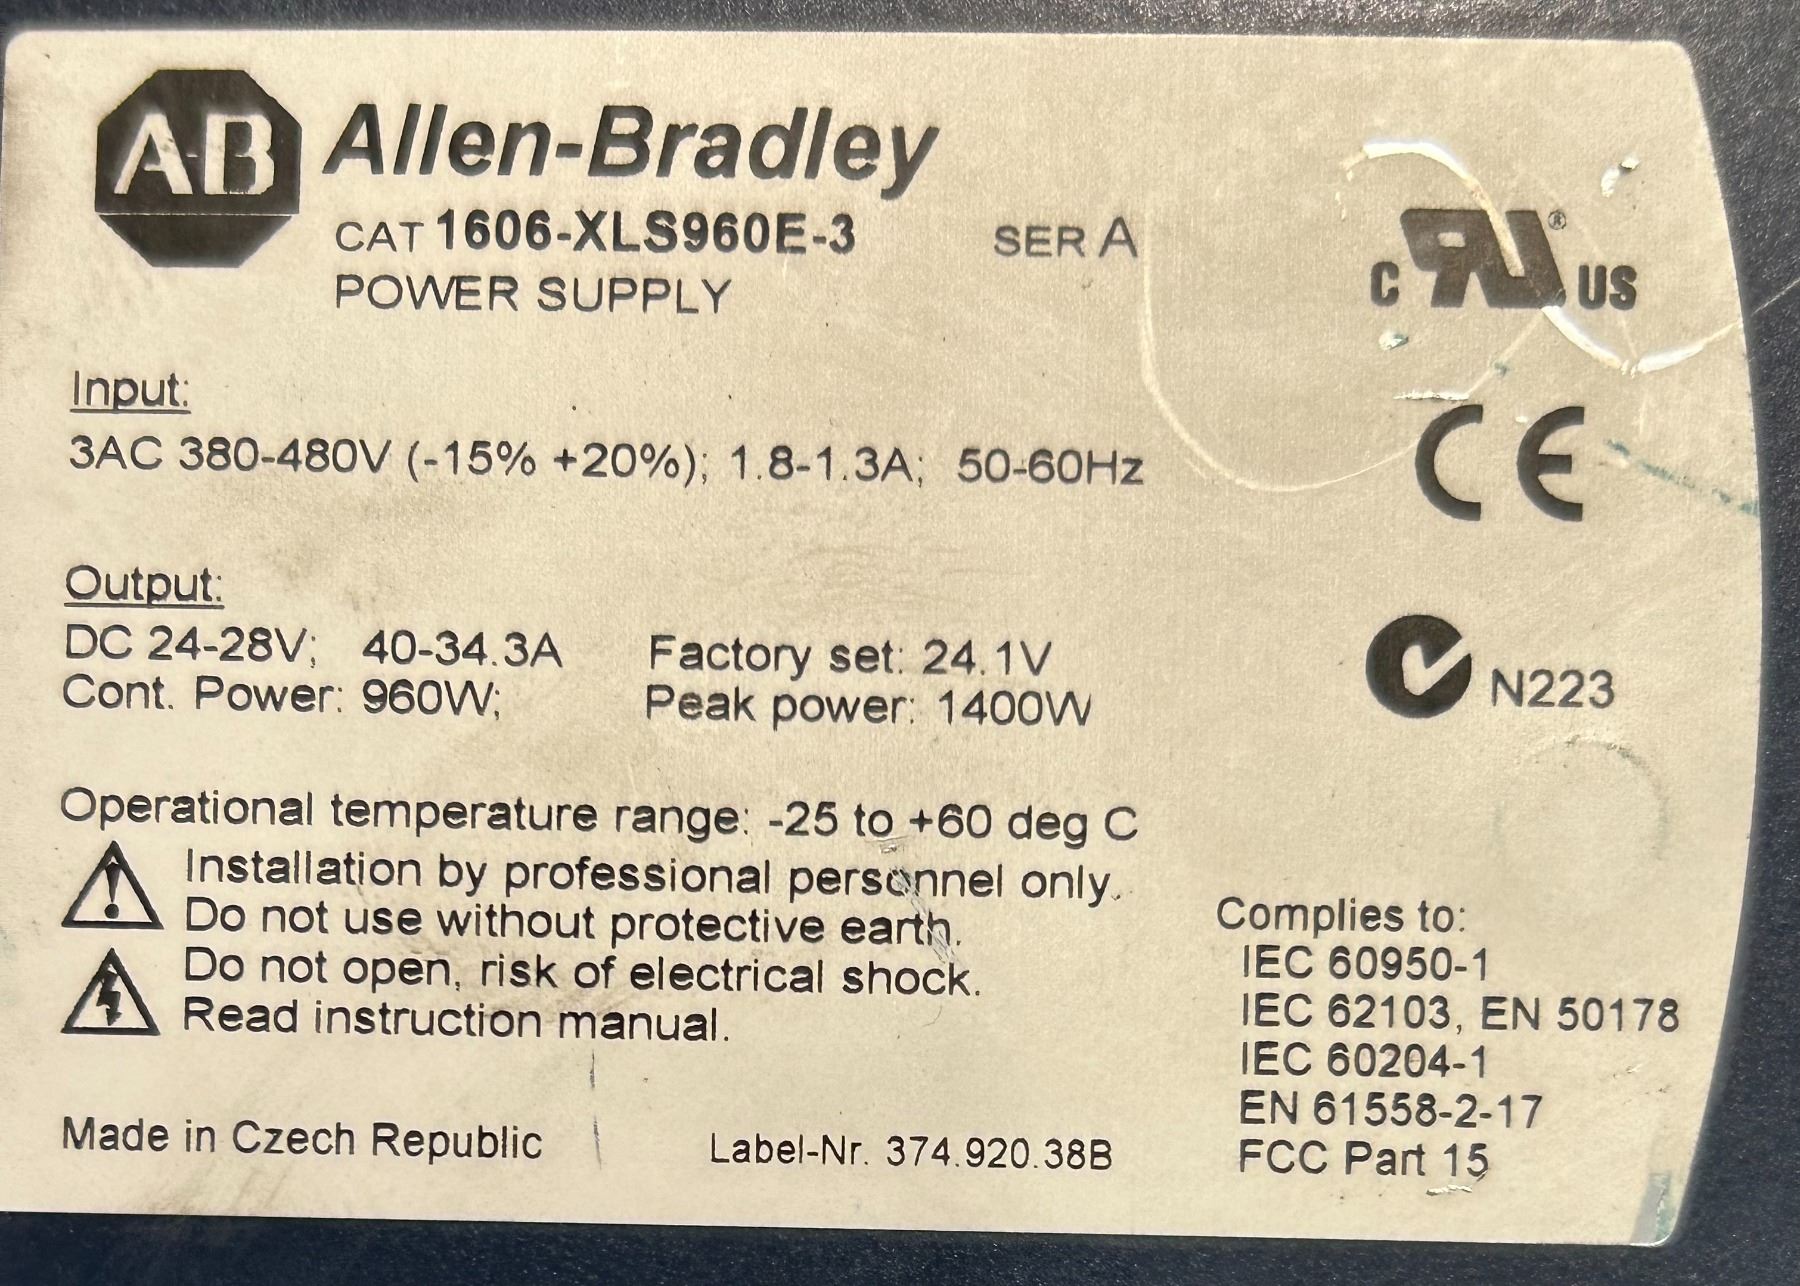 AB Allen-Bradley
CAT 1606-XLS960E-3 SER A
POWER SUPPLY
C RU® US
Input:
3AC 380-480V (-15% +20%); 1.8-1.3A; 50-60Hz
CE
Output:
DC 24-28V; 40-34.3A Factory set: 24.1V
Cont. Power: 960W; Peak power: 1400W
N223
Operational temperature range: -25 to +60 deg C
Installation by professional personnel only.
Do not use without protective earth.
Do not open, risk of electrical shock.
Read instruction manual.
Complies to:
IEC 60950-1
IEC 62103, EN 50178
IEC 60204-1
EN 61558-2-17
FCC Part 15
Made in Czech Republic Label-Nr. 374.920.38B